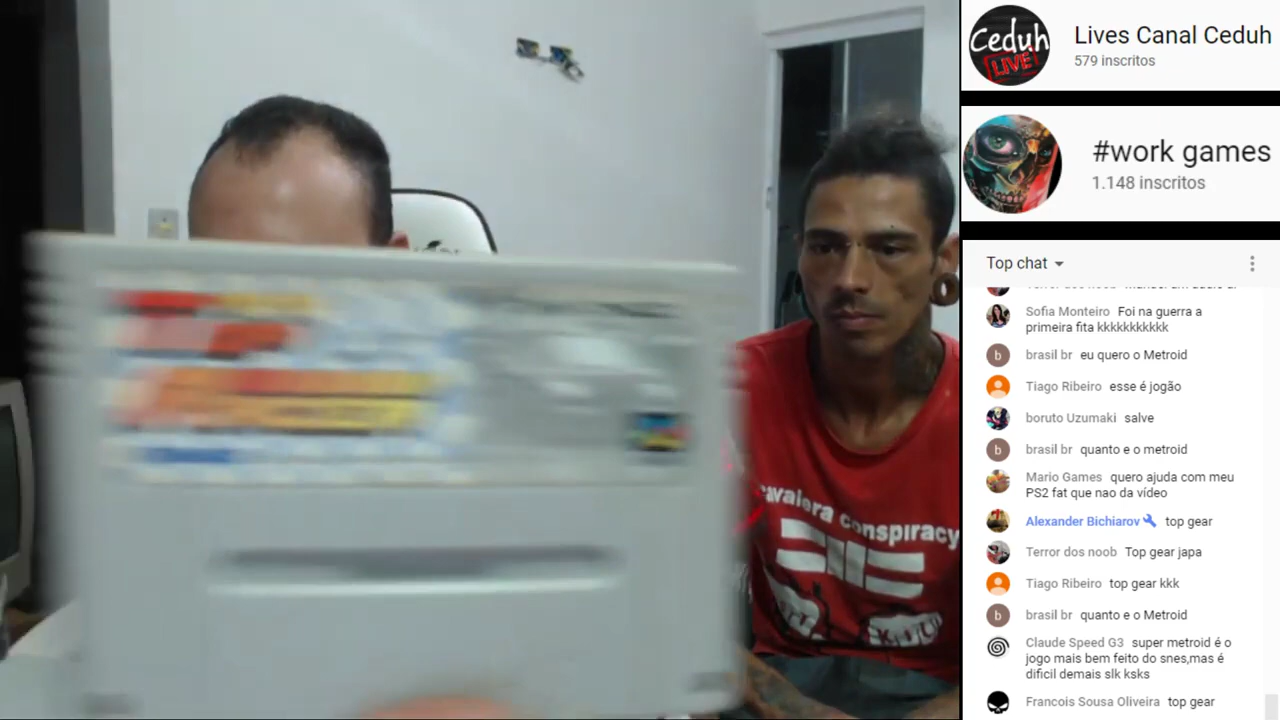 Ceduh
LIVE
Lives Canal Ceduh
579 inscritos
#work games
1.148 inscritos
Top chat
Sofia Monteiro Foi na guerra a
primeira fita kkkkkkkkkkk
b brasil br eu quero o Metroid
Tiago Ribeiro esse é jogão
boruto Uzumaki salve
b brasil br quanto e o metroid
Mario Games quero ajuda com meu
PS2 fat que nao da vídeo
Alexander Bichiarov top gear
Terror dos noob Top gear japa
Tiago Ribeiro top gear kkk
b brasil br quanto e o Metroid
Claude Speed G3 super metroid é o
jogo mais bem feito do snes,mas é
dificil demais slk ksks
Francois Sousa Oliveira top gear
cavalera conspiracy